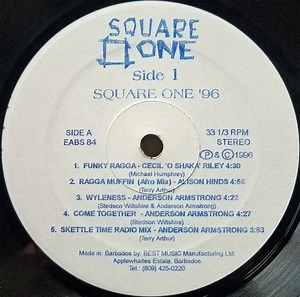 SQUARE
ONE
Side 1
SQUARE ONE '96
SIDE A
EABS 84
33 1/3 RPM
STEREO
Ⓟ & Ⓒ 1996
1. FUNKY RAGGA - CECIL 'O SHAKA' RILEY 4:30
(Michael Humphrey)
2. RAGGA MUFFIN (Afro Mix) - ALISON HINDS 4:56
(Terry Arthur)
3. WYLENESS - ANDERSON ARMSTRONG 4:22
(Stedson Wiltshire & Anderson Armstrong)
4. COME TOGETHER - ANDERSON ARMSTRONG 4:27
(Stedson Wiltshire)
5. SKETTLE TIME RADIO MIX - ANDERSON ARMSTRONG 3:53
(Terry Arthur)
Made in Barbados by: BEST MUSIC Manufacturing Ltd.
Applewhaites Estate, Barbados
Tel: (809) 425-0220